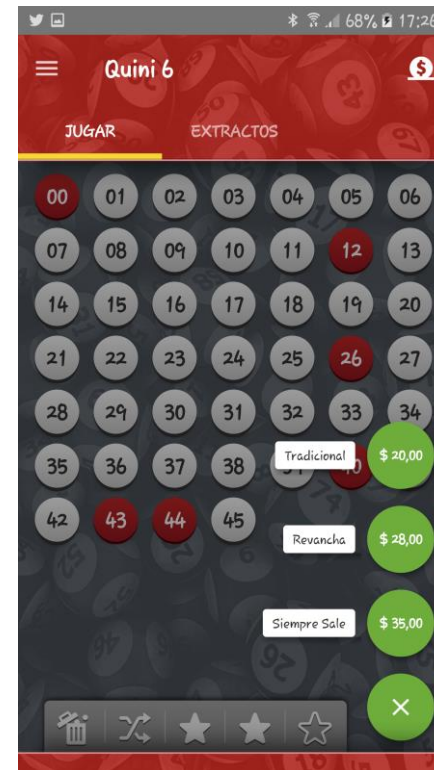 68% 17:26
Quini 6
JUGAR EXTRACTOS
00 01 02 03 04 05 06
07 08 09 10 11 12 13
14 15 16 17 18 19 20
21 22 23 24 25 26 27
28 29 30 31 32 33 34
35 36 37 38 Tradicional $ 20,00
42 43 44 45
Revancha $ 28,00
Siempre Sale $ 35,00